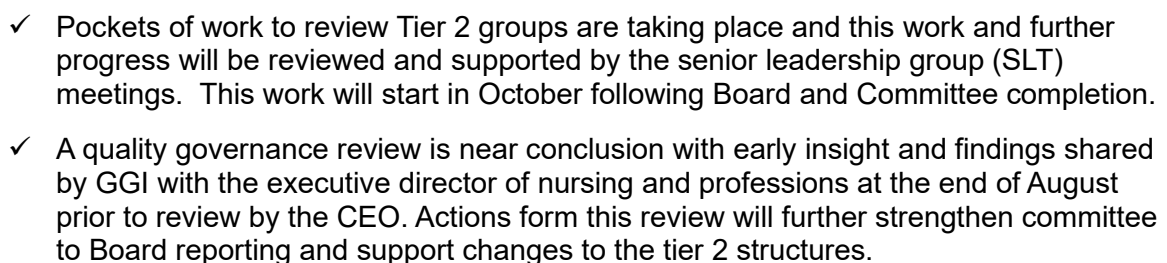 ✓ Pockets of work to review Tier 2 groups are taking place and this work and further
progress will be reviewed and supported by the senior leadership group (SLT)
meetings.  This work will start in October following Board and Committee completion.
✓ A quality governance review is near conclusion with early insight and findings shared
by GGI with the executive director of nursing and professions at the end of August
prior to review by the CEO. Actions form this review will further strengthen committee
to Board reporting and support changes to the tier 2 structures.